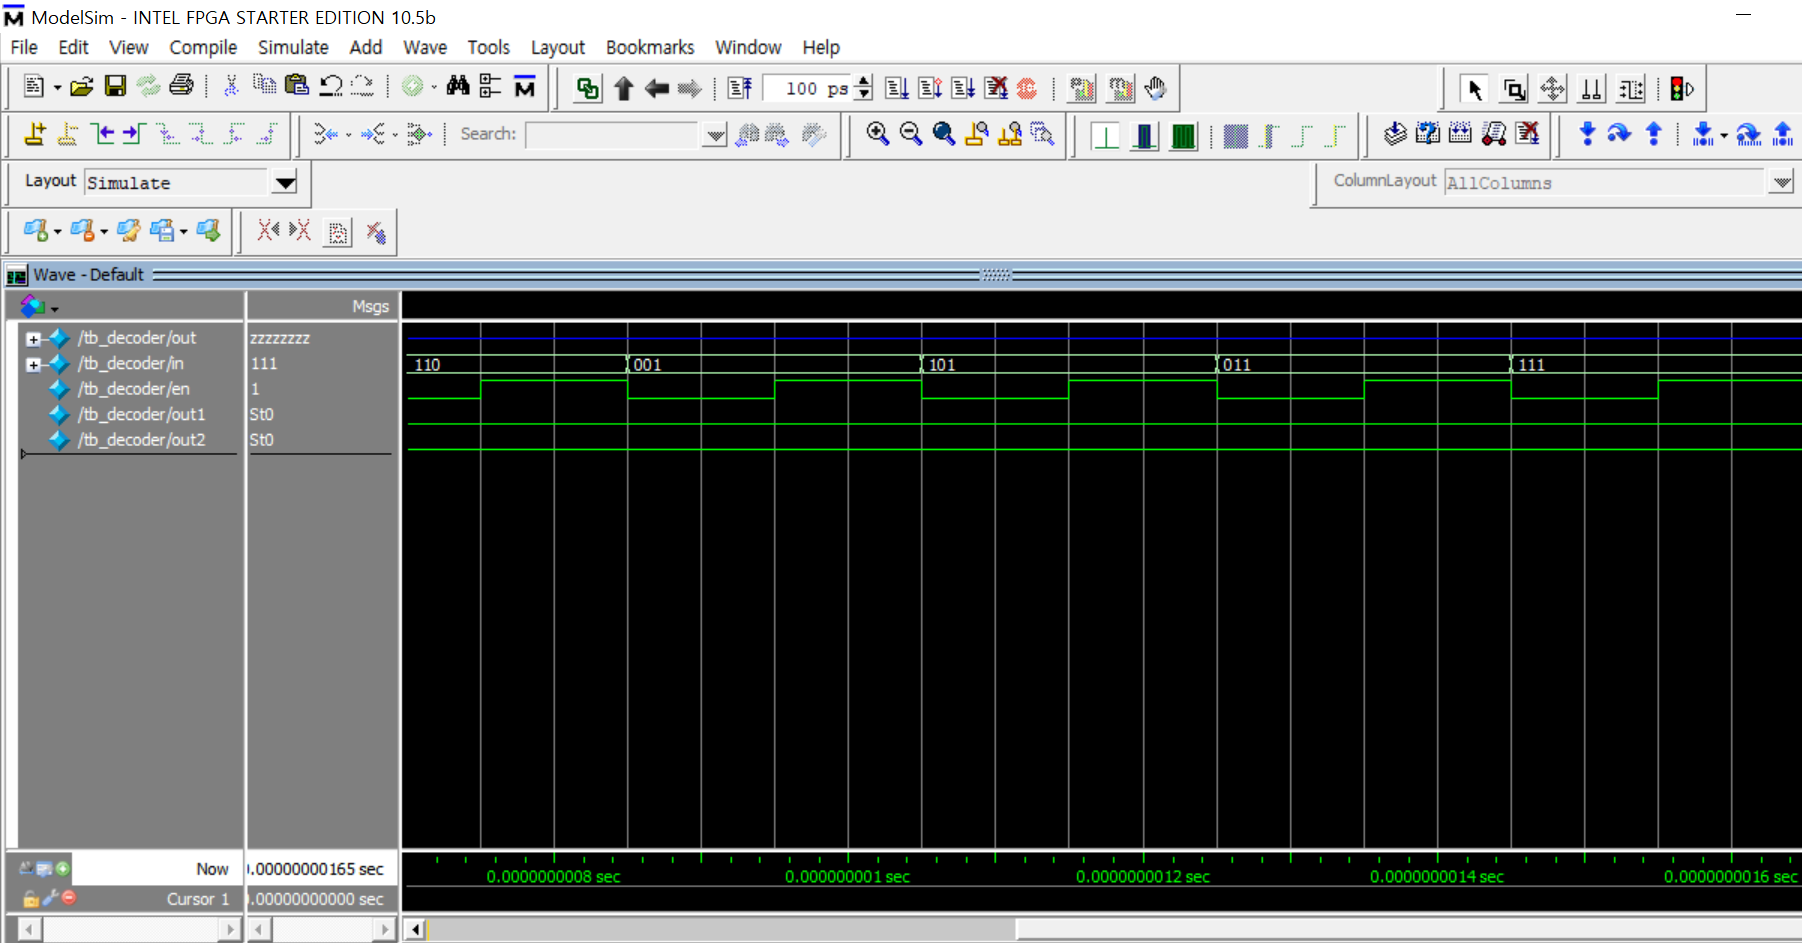 ModelSim - INTEL FPGA STARTER EDITION 10.5b
File Edit View Compile Simulate Add Wave Tools Layout Bookmarks Window Help
100 ps
Search:
Layout Simulate
ColumnLayout AllColumns
Wave - Default
Msgs
/tb_decoder/out zzzzzzzz
/tb_decoder/in 111 110 001 101 011 111
/tb_decoder/en 1
/tb_decoder/out1 St0
/tb_decoder/out2 St0
Now .00000000165 sec 0.0000000008 sec 0.000000001 sec 0.0000000012 sec 0.0000000014 sec 0.0000000016 sec
Cursor 1 .00000000000 sec